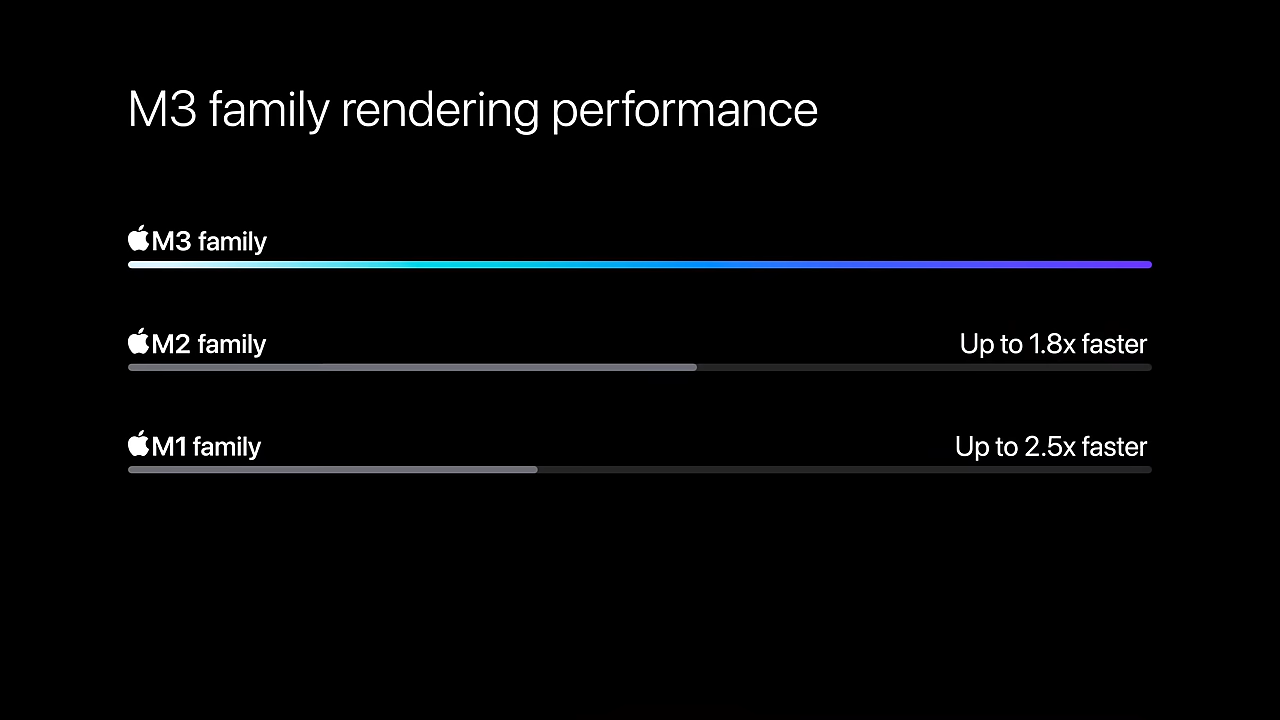 M3 family rendering performance
M3 family
M2 family
Up to 1.8x faster
M1 family
Up to 2.5x faster